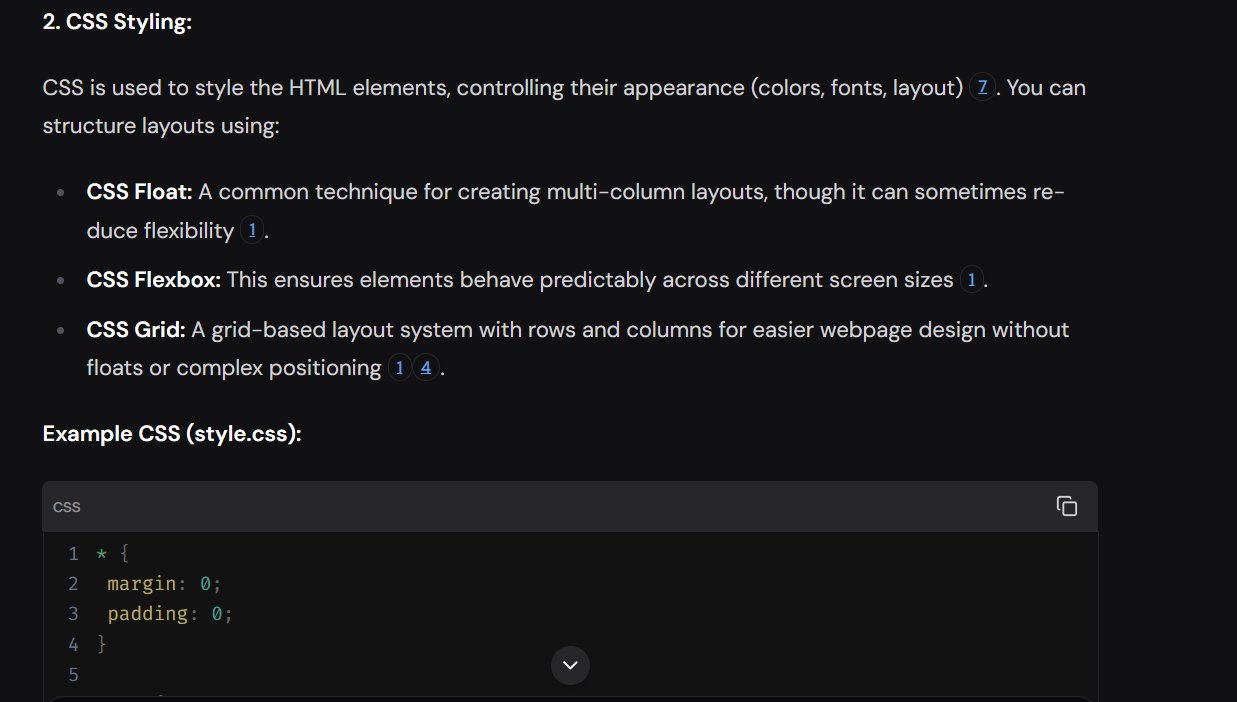 2. CSS Styling:
CSS is used to style the HTML elements, controlling their appearance (colors, fonts, layout) 7 . You can
structure layouts using:
CSS Float: A common technique for creating multi-column layouts, though it can sometimes re-
duce flexibility 1 .
CSS Flexbox: This ensures elements behave predictably across different screen sizes 1 .
CSS Grid: A grid-based layout system with rows and columns for easier webpage design without
floats or complex positioning 1 4 .
Example CSS (style.css):
CSS
1 * {
2 margin: 0;
3 padding: 0;
4 }
5